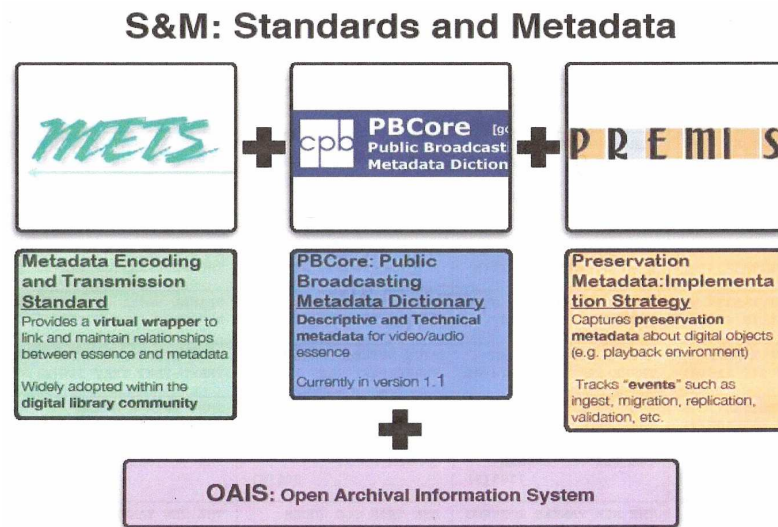 S&M: Standards and Metadata
METS
cpb
PBCore [go
Public Broadcasti
Metadata Diction
PREMIS
Metadata Encoding
and Transmission
Standard
Provides a virtual wrapper to
link and maintain relationships
between essence and metadata
Widely adopted within the
digital library community
PBCore: Public
Broadcasting
Metadata Dictionary
Descriptive and Technical
metadata for video/audio
essence
Currently in version 1.1
Preservation
Metadata:Implementa
tion Strategy
Captures preservation
metadata about digital objects
(e.g. playback environment)
Tracks "events" such as
ingest, migration, replication,
validation, etc.
OAIS: Open Archival Information System